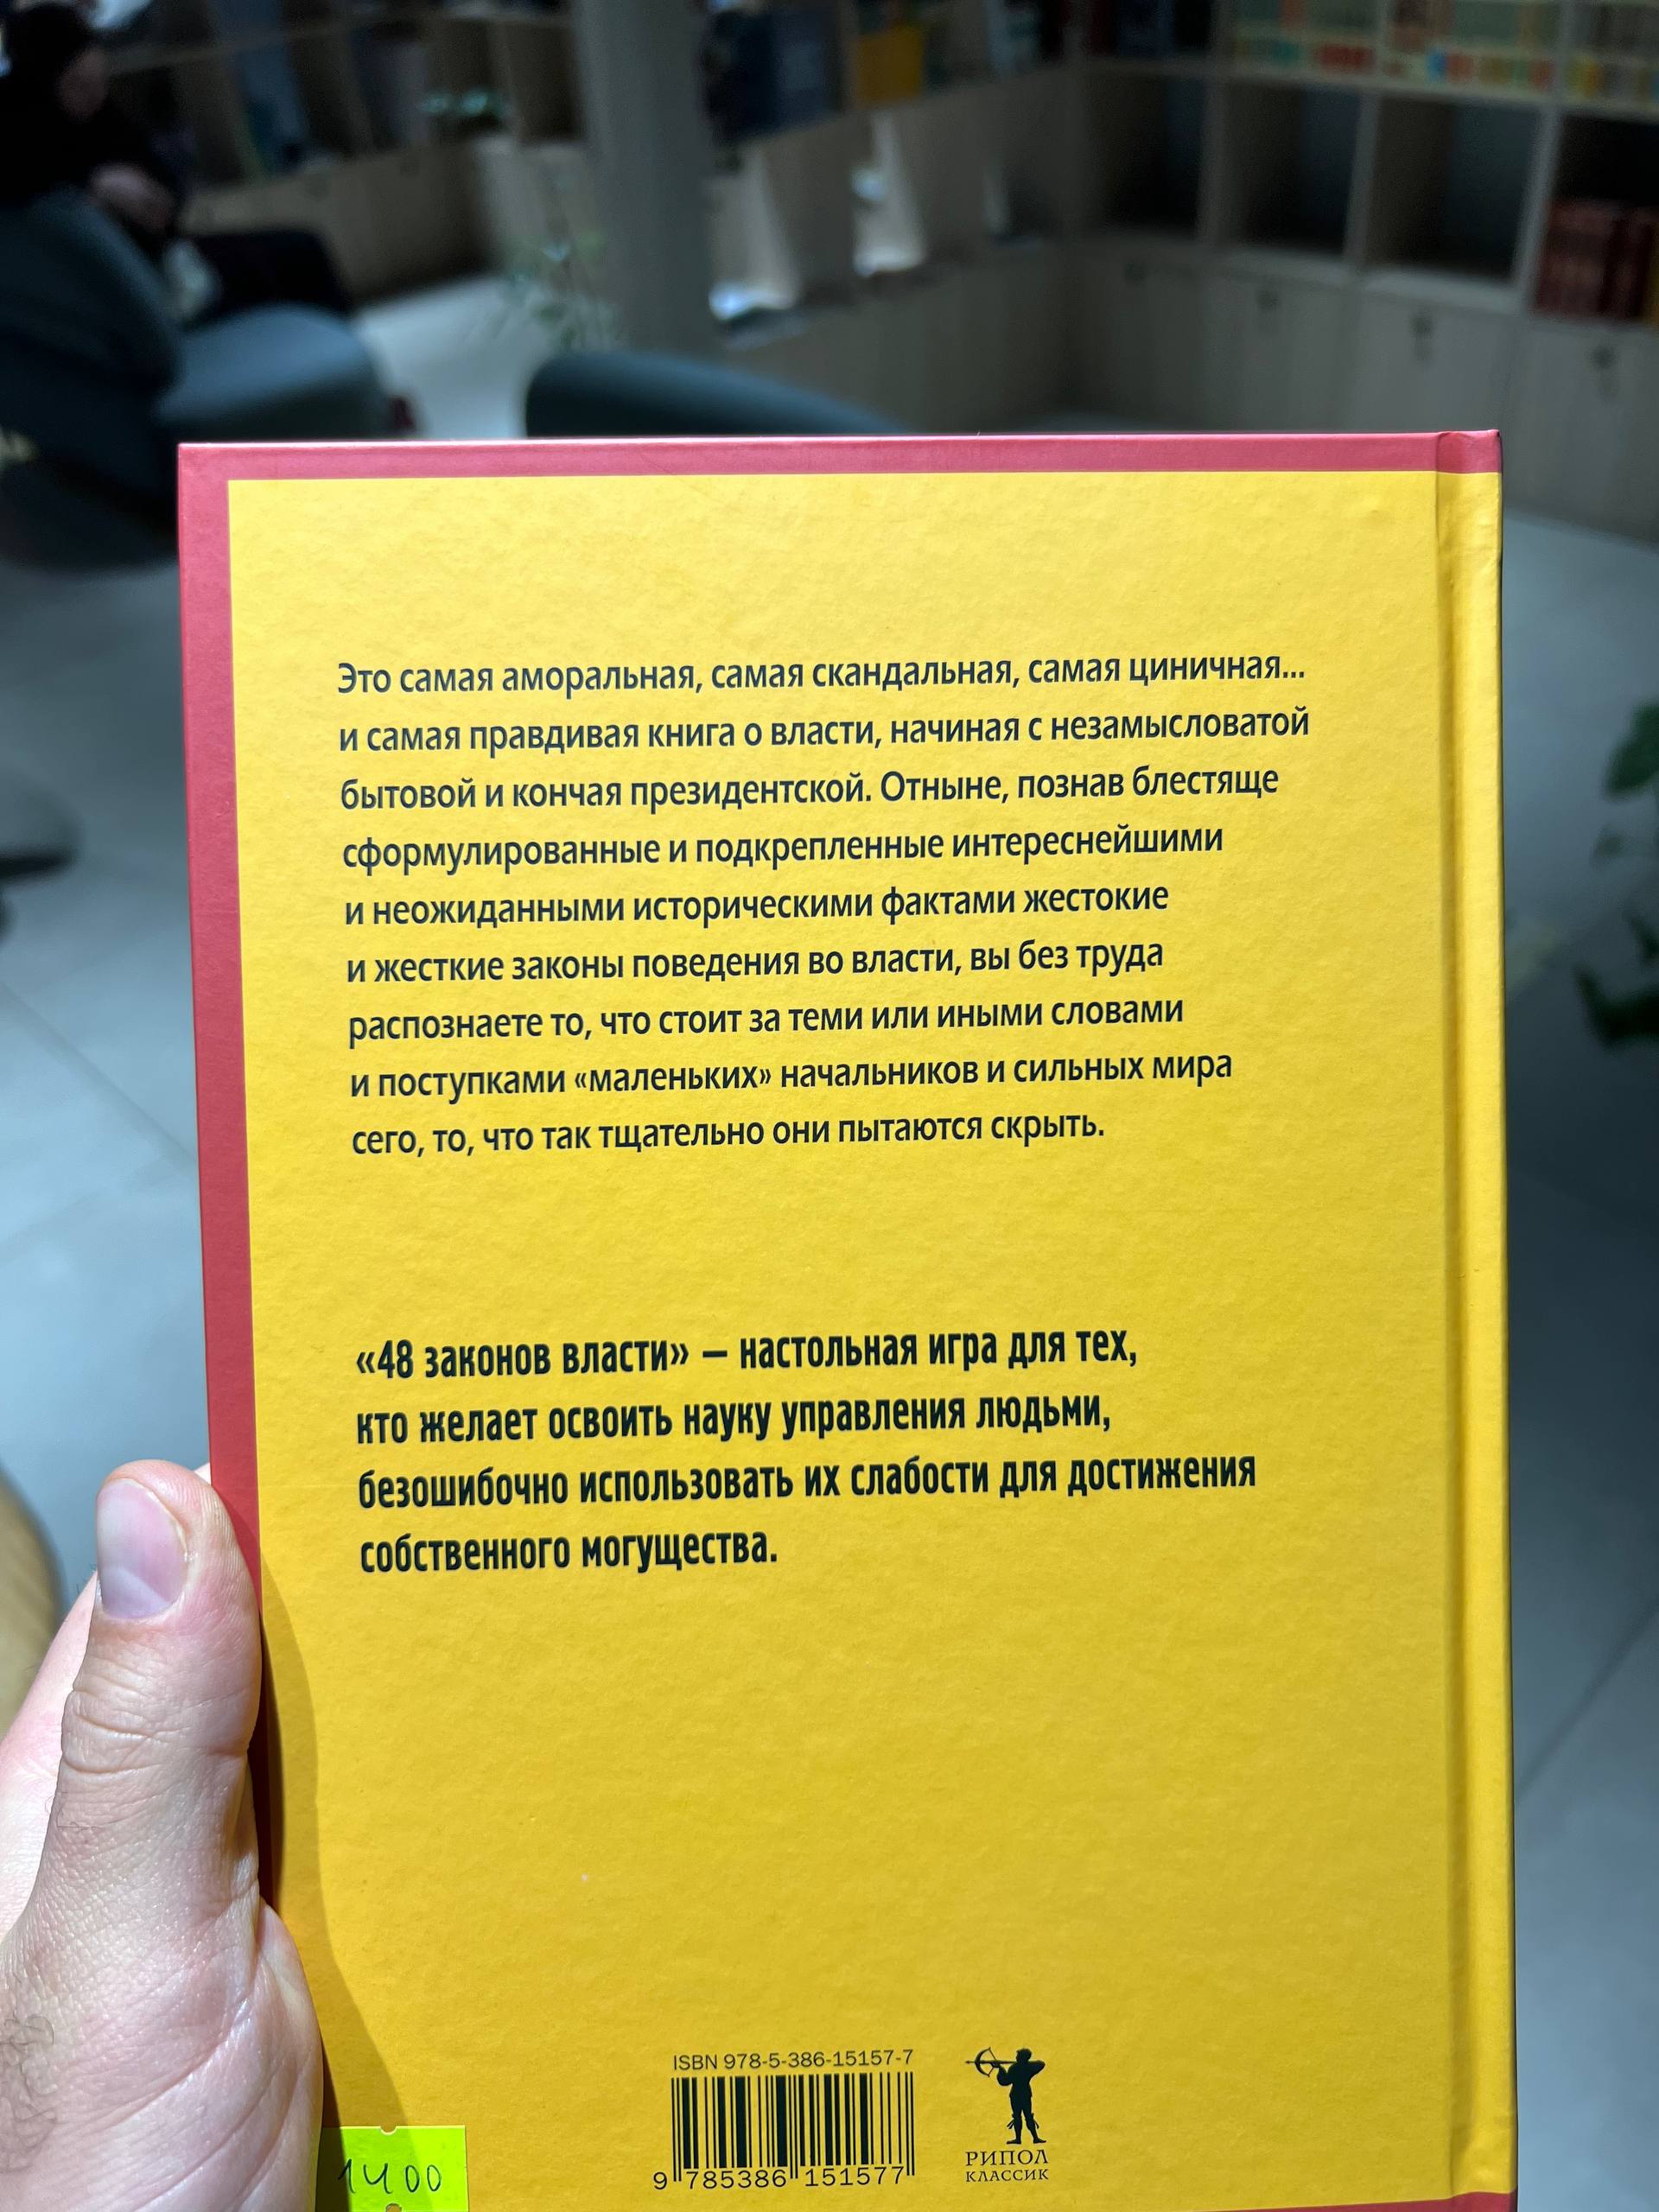 Это самая аморальная, самая скандальная, самая циничная...
и самая правдивая книга о власти, начиная с незамысловатой
бытовой и кончая президентской. Отныне, познав блестяще
сформулированные и подкрепленные интереснейшими
и неожиданными историческими фактами жестокие
и жесткие законы поведения во власти, вы без труда
распознаете то, что стоит за теми или иными словами
и поступками «маленьких» начальников и сильных мира
сего, то, что так тщательно они пытаются скрыть.
«48 законов власти» – настольная игра для тех,
кто желает освоить науку управления людьми,
безошибочно использовать их слабости для достижения
собственного могущества.
ISBN 978-5-386-15157-7
9 785386 151577
РИПОЛ
КЛАССИК
1400